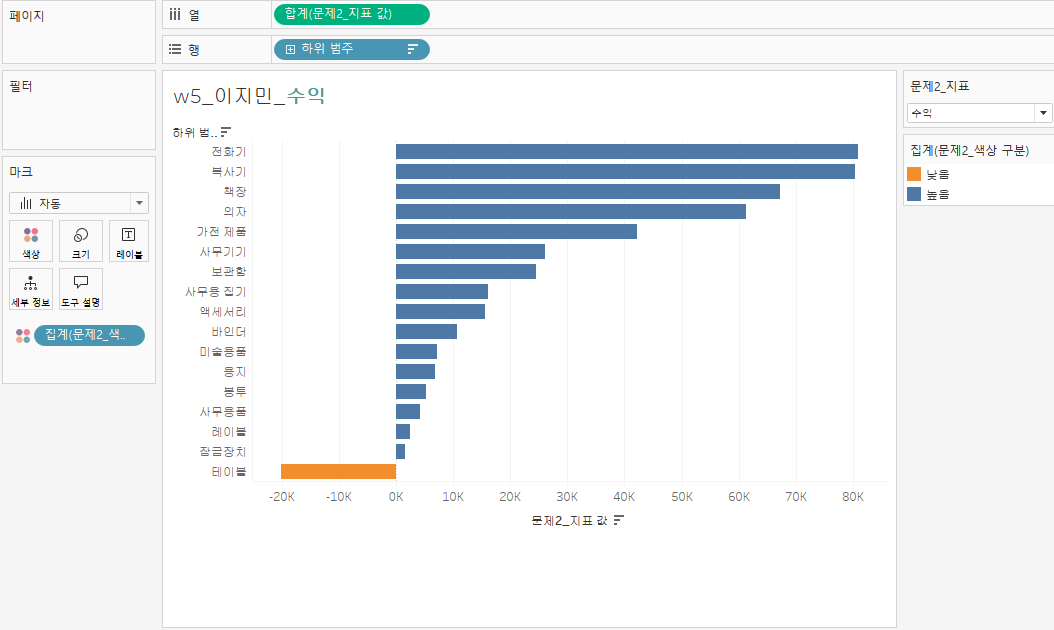 페이지
열
합계(문제2_지표 값)
행
하위 범주
필터
마크
자동
색상
크기
레이블
세부 정보
도구 설명
집계(문제2_색..
w5_이지민_수익
하위 범..
전화기
복사기
책장
의자
가전 제품
사무기기
보관함
사무용 집기
액세서리
바인더
미술용품
용지
봉투
사무용품
레이블
잠금장치
테이블
-20K
-10K
0K
10K
20K
30K
40K
50K
60K
70K
80K
문제2_지표 값
문제2_지표
수익
집계(문제2_색상 구분)
낮음
높음